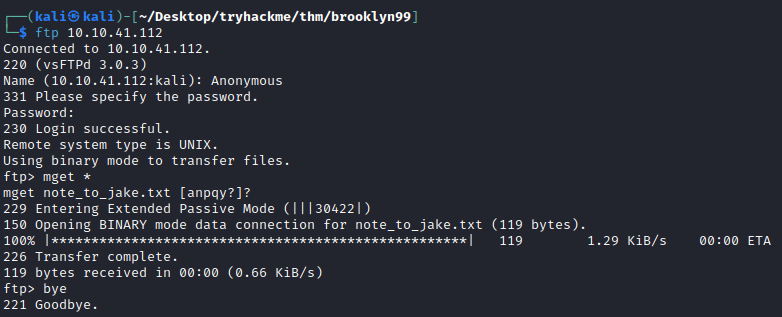 ┌──(kali㉿kali)-[~/Desktop/tryhackme/thm/brooklyn99]
└─$ ftp 10.10.41.112
Connected to 10.10.41.112.
220 (vsFTPd 3.0.3)
Name (10.10.41.112:kali): Anonymous
331 Please specify the password.
Password:
230 Login successful.
Remote system type is UNIX.
Using binary mode to transfer files.
ftp> mget *
mget note_to_jake.txt [anpqy?]?
229 Entering Extended Passive Mode (|||30422|)
150 Opening BINARY mode data connection for note_to_jake.txt (119 bytes).
100% |*****************************************************| 119 1.29 KiB/s 00:00 ETA
226 Transfer complete.
119 bytes received in 00:00 (0.66 KiB/s)
ftp> bye
221 Goodbye.